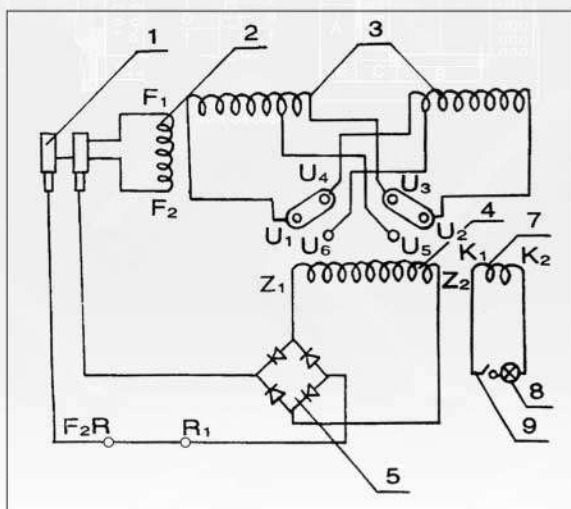 1 2 3
F₁
F₂
U₄ U₃
U₁ U₂
U₆ U₅
4 7
Z₁ Z₂ K₁ K₂
8
9
F₂R R₁
5